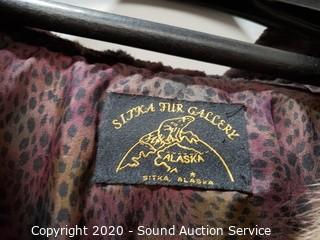 SITKA FUR GALLERY
ALASKA
SITKA, ALASKA
Copyright 2020 - Sound Auction Service